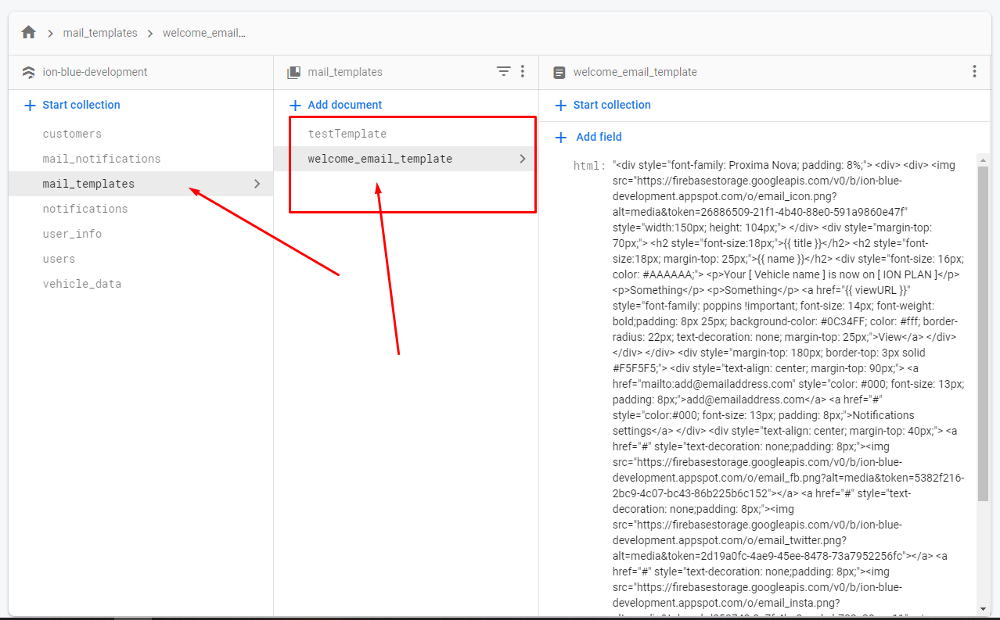 mail_templates
welcome_email...
ion-blue-development
mail_templates
welcome_email_template
Start collection
Add document
Start collection
customers
mail_notifications
mail_templates
notifications
user_info
users
vehicle_data
testTemplate
welcome_email_template
Add field
html: "<div style="font-family: Proxima Nova; padding: 8%;"> <div> <div> <img
src="https://firebasestorage.googleapis.com/v0/b/ion-blue-
development.appspot.com/o/email_icon.png?
alt=media&token=26886509-21f1-4b40-88e0-591a9860e47f"
style="width:150px; height: 104px;"> </div> <div style="margin-top:
70px;"> <h2 style="font-size:18px;">{{ title }}</h2> <h2 style="font-
size:18px; margin-top: 25px;">{{ name }}</h2> <div style="font-size: 16px;
color: #AAAAAA;"> <p>Your [ Vehicle name ] is now on [ ION PLAN ]</p>
<p>Something</p> <p>Something</p> <a href="{{ viewURL }}"
style="font-family: poppins !important; font-size: 14px; font-weight:
bold;padding: 8px 25px; background-color: #0C34FF; color: #fff; border-
radius: 22px; text-decoration: none; margin-top: 25px;">View</a> </div>
</div> </div> <div style="margin-top: 180px; border-top: 3px solid
#F5F5F5;"> <div style="text-align: center; margin-top: 90px;"> <a
href="mailto:add@emailaddress.com" style="color: #000; font-size: 13px;
padding: 8px;">add@emailaddress.com</a> <a href="#"
style="color:#000; font-size: 13px; padding: 8px;">Notifications
settings</a> </div> <div style="text-align: center; margin-top: 40px;"> <a
href="#" style="text-decoration: none;padding: 8px;"><img
src="https://firebasestorage.googleapis.com/v0/b/ion-blue-
development.appspot.com/o/email_fb.png?alt=media&token=5382f216-
2bc9-4c07-bc43-86b225b6c152"></a> <a href="#" style="text-
decoration: none;padding: 8px;"><img
src="https://firebasestorage.googleapis.com/v0/b/ion-blue-
development.appspot.com/o/email_twitter.png?
alt=media&token=2d19a0fc-4ae9-45ee-8478-73a7952256fc"></a> <a
href="#" style="text-decoration: none;padding: 8px;"><img
src="https://firebasestorage.googleapis.com/v0/b/ion-blue-
development.appspot.com/o/email_insta.png?